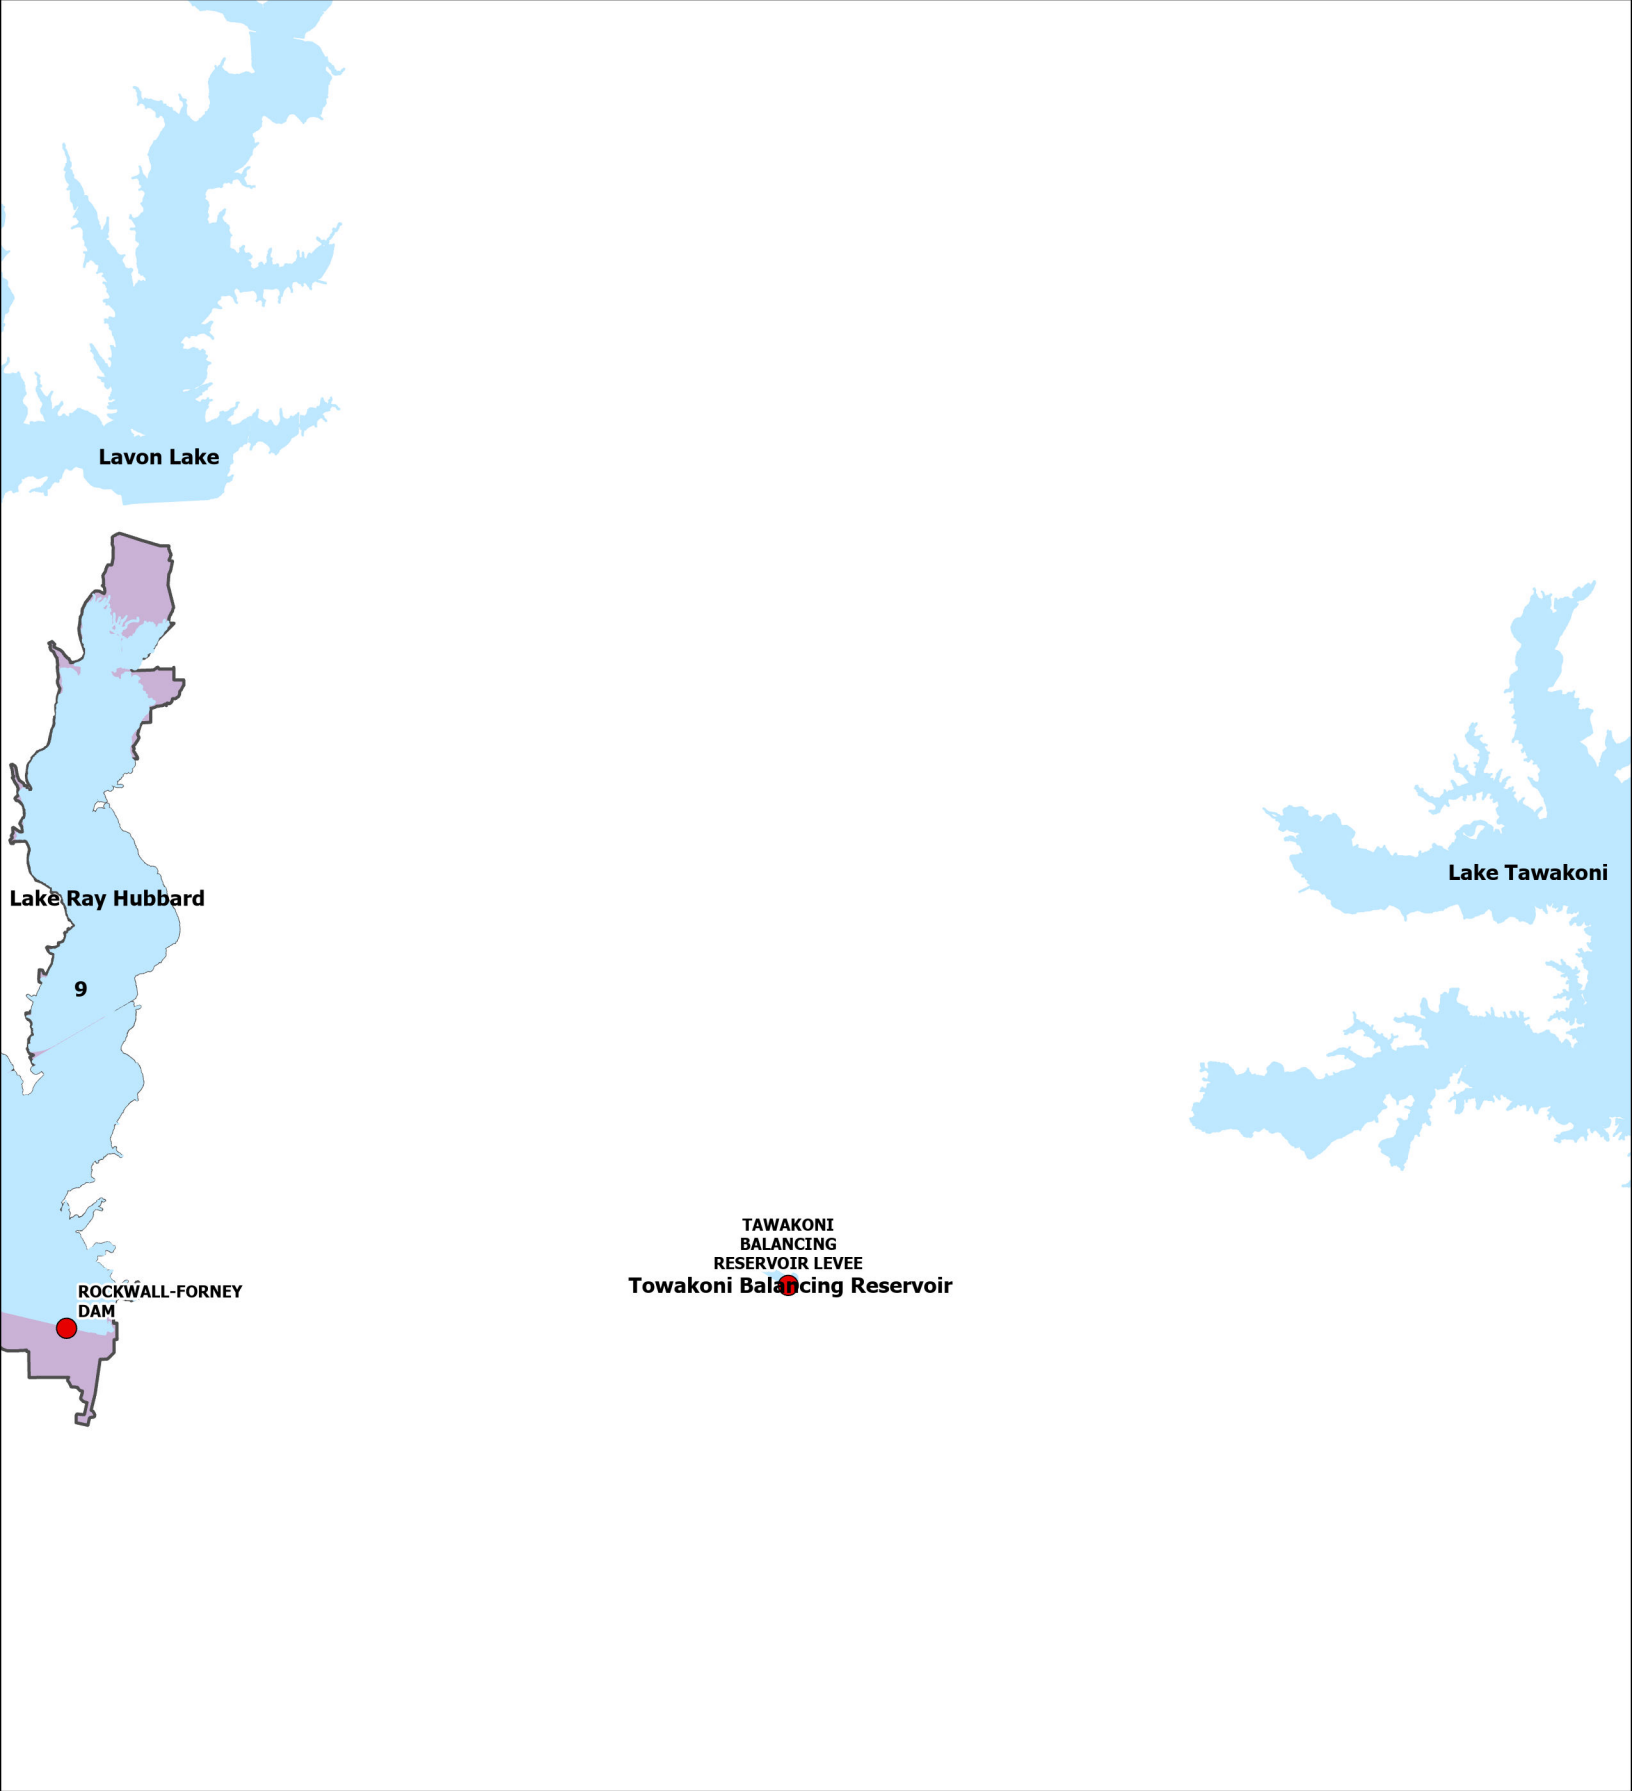 Lavon Lake
Lake Tawakoni
Lake Ray Hubbard
9
TAWAKONI
BALANCING
RESERVOIR LEVEE
Towakoni Balancing Reservoir
ROCKWALL-FORNEY
DAM